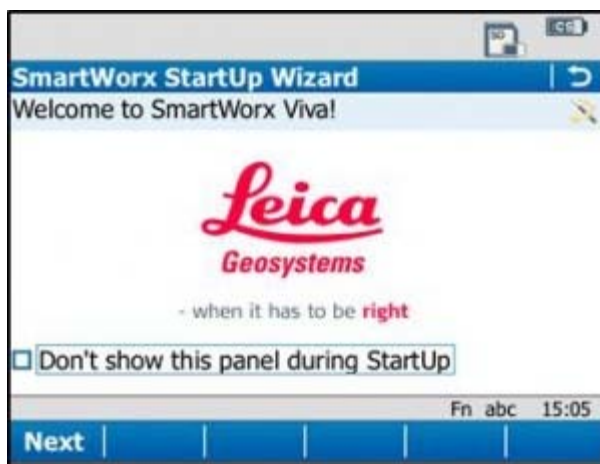 SmartWorx StartUp Wizard
Welcome to SmartWorx Viva!
Leica
Geosystems
- when it has to be right
Don't show this panel during StartUp
Fn abc 15:05
Next